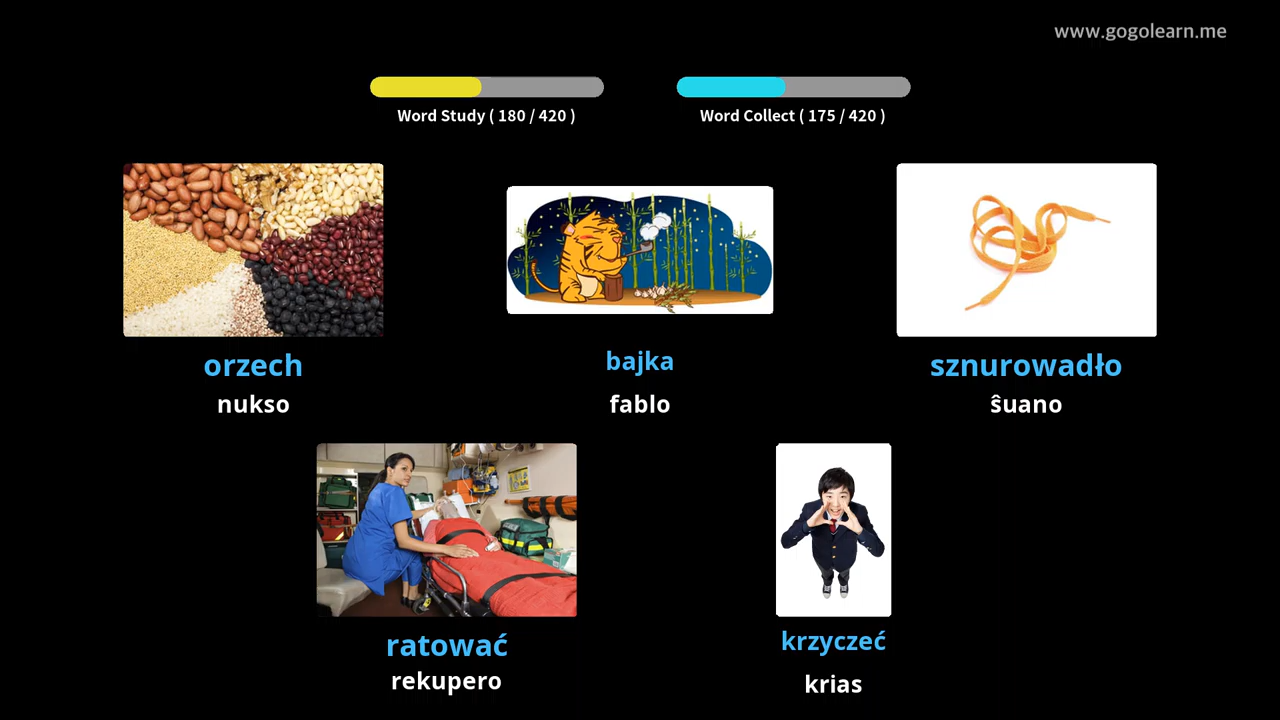 www.gogolearn.me
Word Study ( 180 / 420 )
Word Collect ( 175 / 420 )
orzech
nukso
bajka
fablo
sznurowadło
ŝuano
ratować
rekupero
krzyczeć
krias